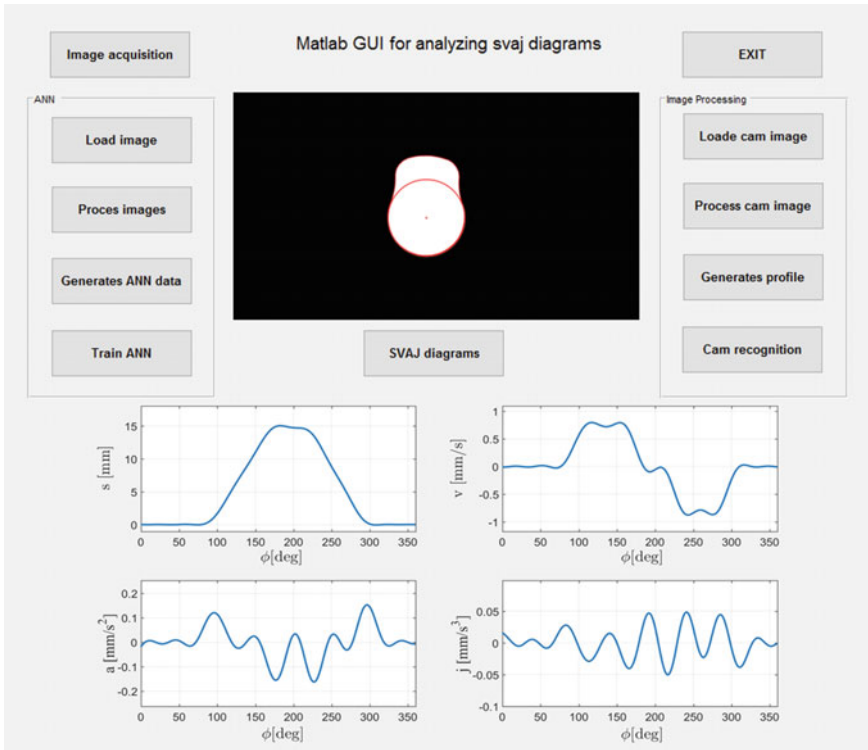 Matlab GUI for analyzing svaj diagrams
Image acquisition
EXIT
ANN
Load image
Proces images
Generates ANN data
Train ANN
Image Processing
Loade cam image
Process cam image
Generates profile
Cam recognition
SVAJ diagrams
s [mm]
15
10
5
0
0 50 100 150 200 250 300 350
ϕ[deg]
v [mm/s]
1
0.5
0
-0.5
-1
0 50 100 150 200 250 300 350
ϕ[deg]
a [mm/s²]
0.2
0.1
0
-0.1
-0.2
0 50 100 150 200 250 300 350
ϕ[deg]
j [mm/s³]
0.05
0
-0.05
-0.1
0 50 100 150 200 250 300 350
ϕ[deg]